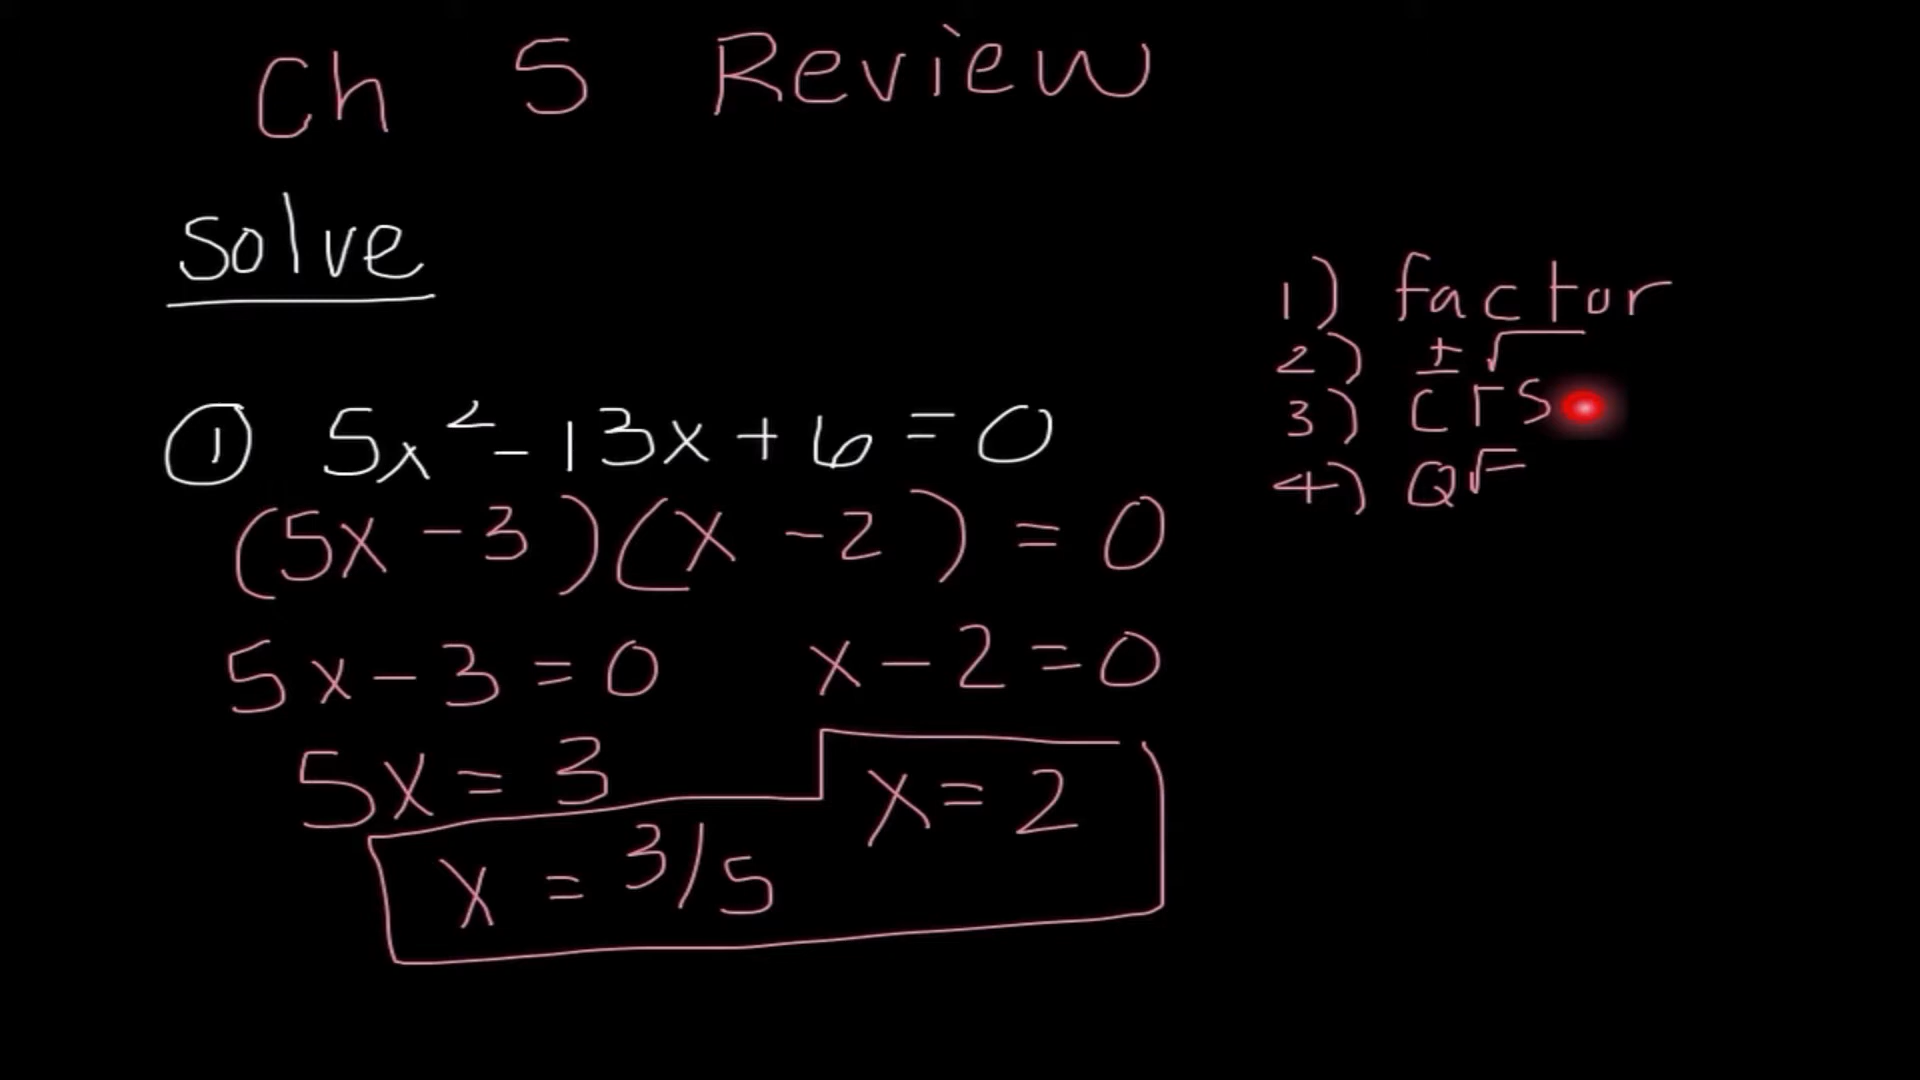 Ch 5 Review
Solve
① 5x² - 13x + 6 = 0
(5x - 3)(x - 2) = 0
5x - 3 = 0 x - 2 = 0
5x = 3 x = 2
x = 3/5
1) factor
2) ±√
3) CTS
4) QF